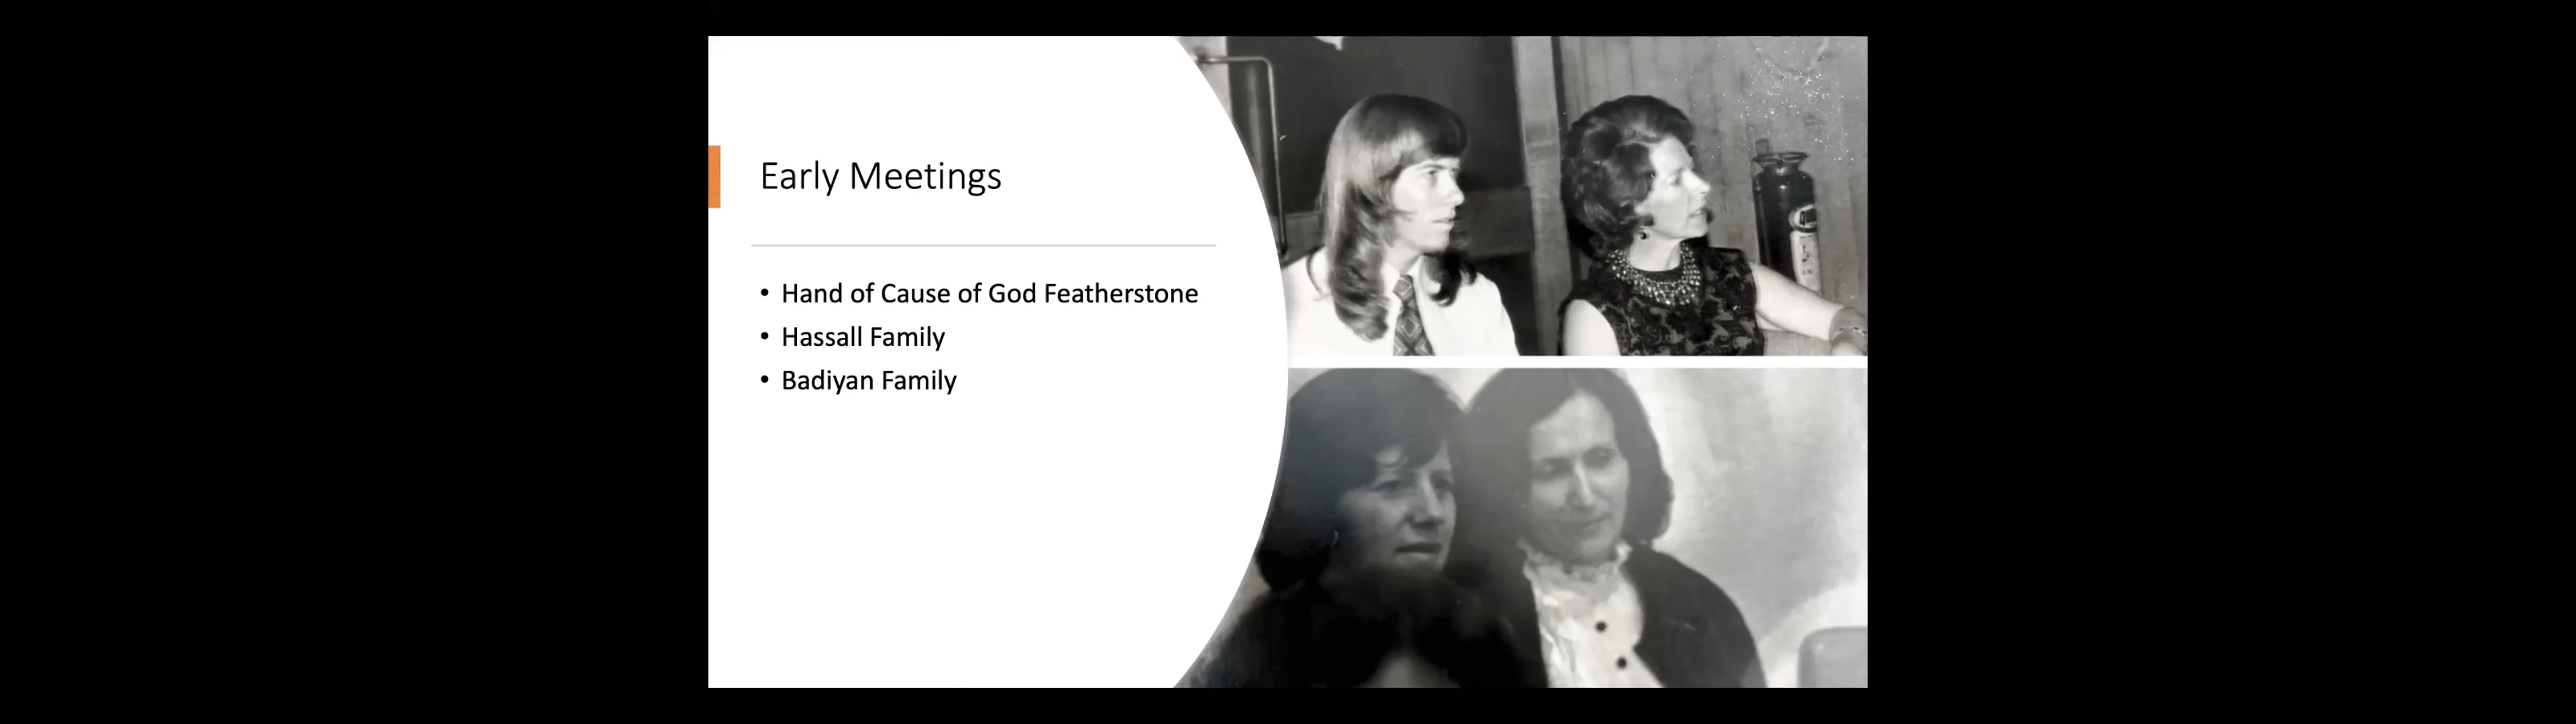 Early Meetings
• Hand of Cause of God Featherstone
• Hassall Family
• Badiyan Family